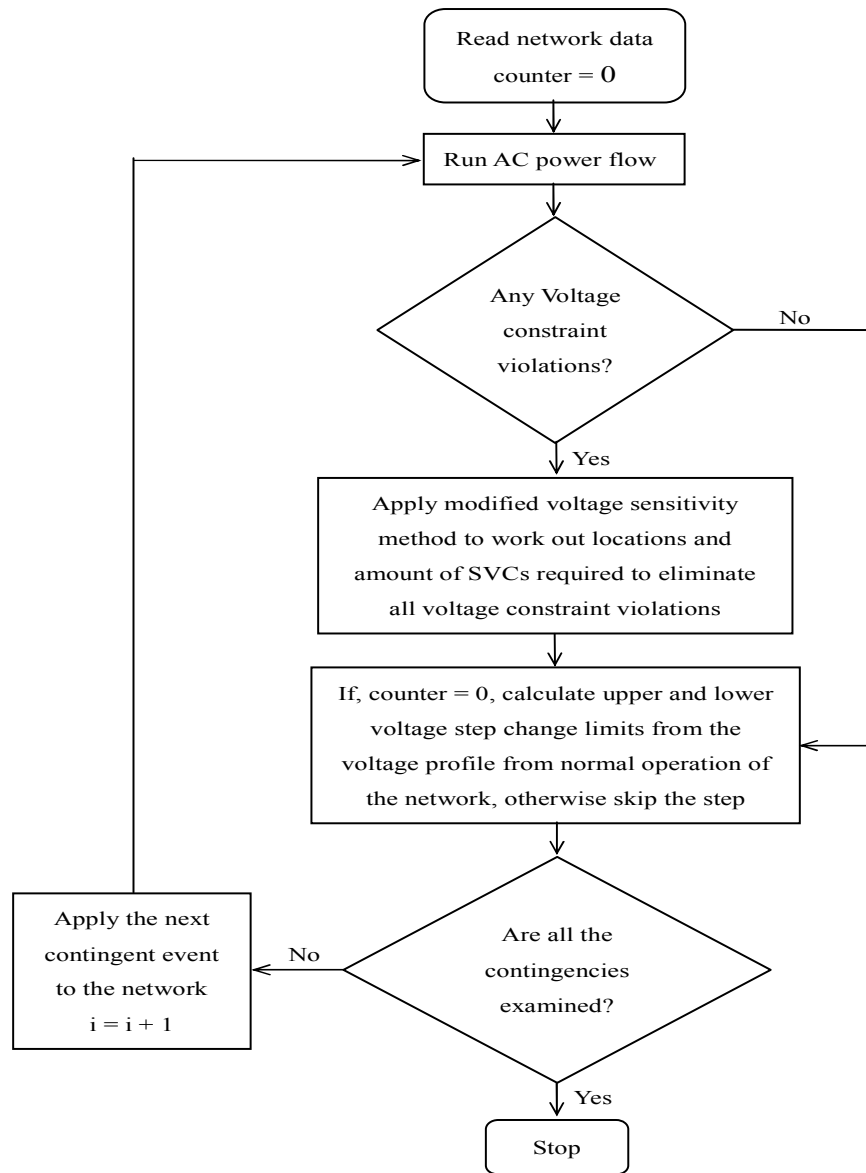 Read network data
counter = 0
Run AC power flow
Any Voltage
constraint
violations?
No
Yes
Apply modified voltage sensitivity
method to work out locations and
amount of SVCs required to eliminate
all voltage constraint violations
If, counter = 0, calculate upper and lower
voltage step change limits from the
voltage profile from normal operation of
the network, otherwise skip the step
Apply the next
contingent event
to the network
i = i + 1
No
Are all the
contingencies
examined?
Yes
Stop